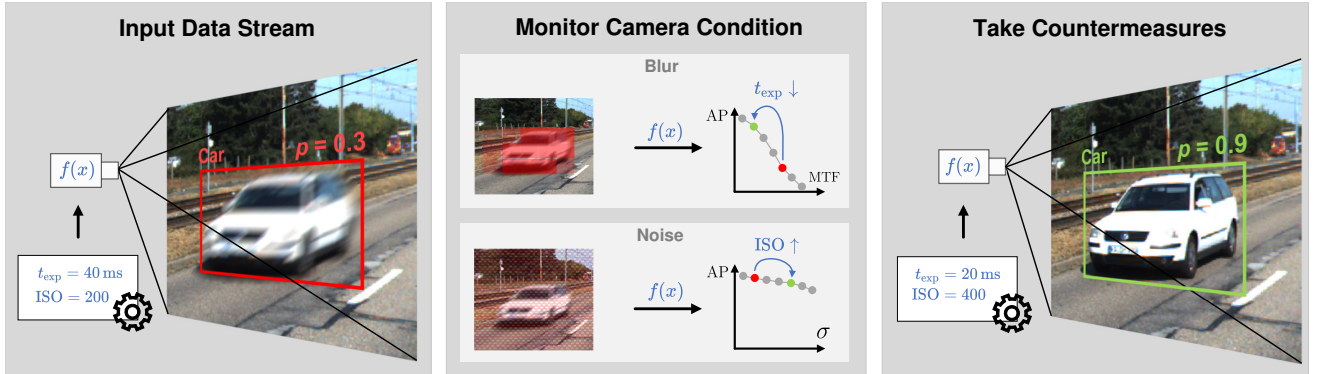 Input Data Stream
f(x)
Car
p = 0.3
t_exp = 40 ms
ISO = 200
Monitor Camera Condition
Blur
f(x)
AP
t_exp ↓
MTF
Noise
f(x)
AP
ISO ↑
σ
Take Countermeasures
f(x)
Car
p = 0.9
t_exp = 20 ms
ISO = 400